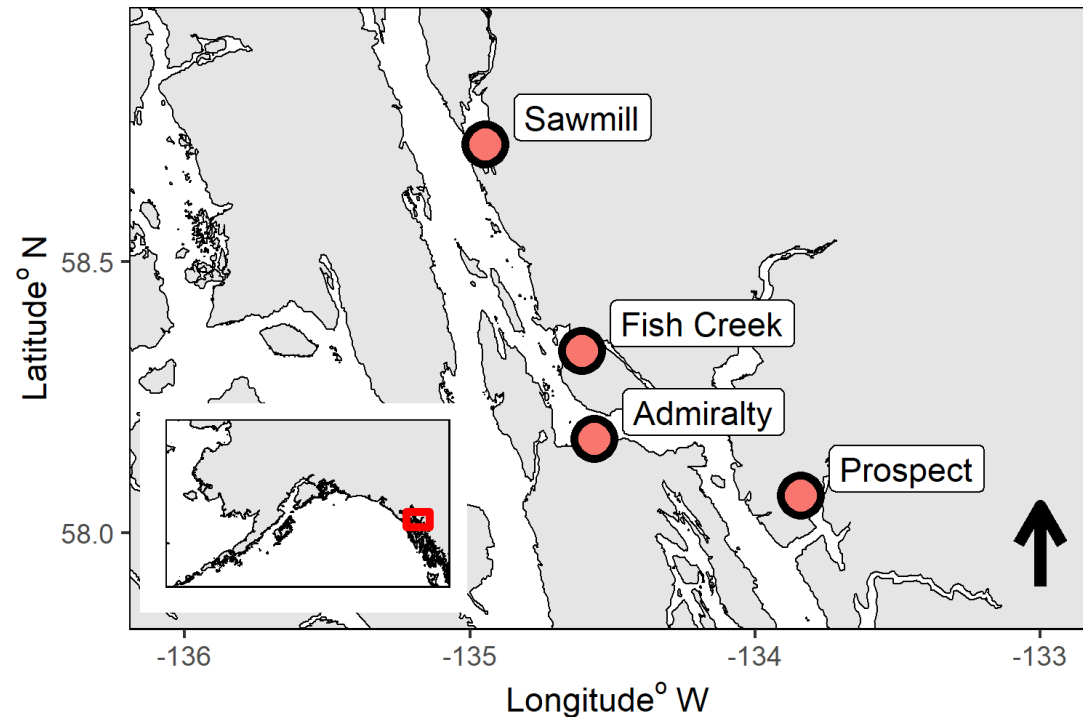 Sawmill
Fish Creek
Admiralty
Prospect
Latitude° N
58.5
58.0
-136
-135
-134
-133
Longitude° W